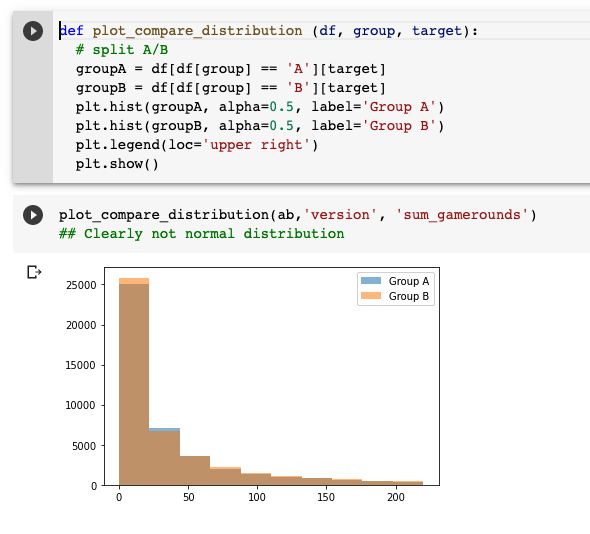 def plot_compare_distribution (df, group, target):
# split A/B
groupA = df[df[group] == 'A'][target]
groupB = df[df[group] == 'B'][target]
plt.hist(groupA, alpha=0.5, label='Group A')
plt.hist(groupB, alpha=0.5, label='Group B')
plt.legend(loc='upper right')
plt.show()
plot_compare_distribution(ab,'version', 'sum_gamerounds')
## Clearly not normal distribution
Group A
Group B
25000
20000
15000
10000
5000
0
0 50 100 150 200